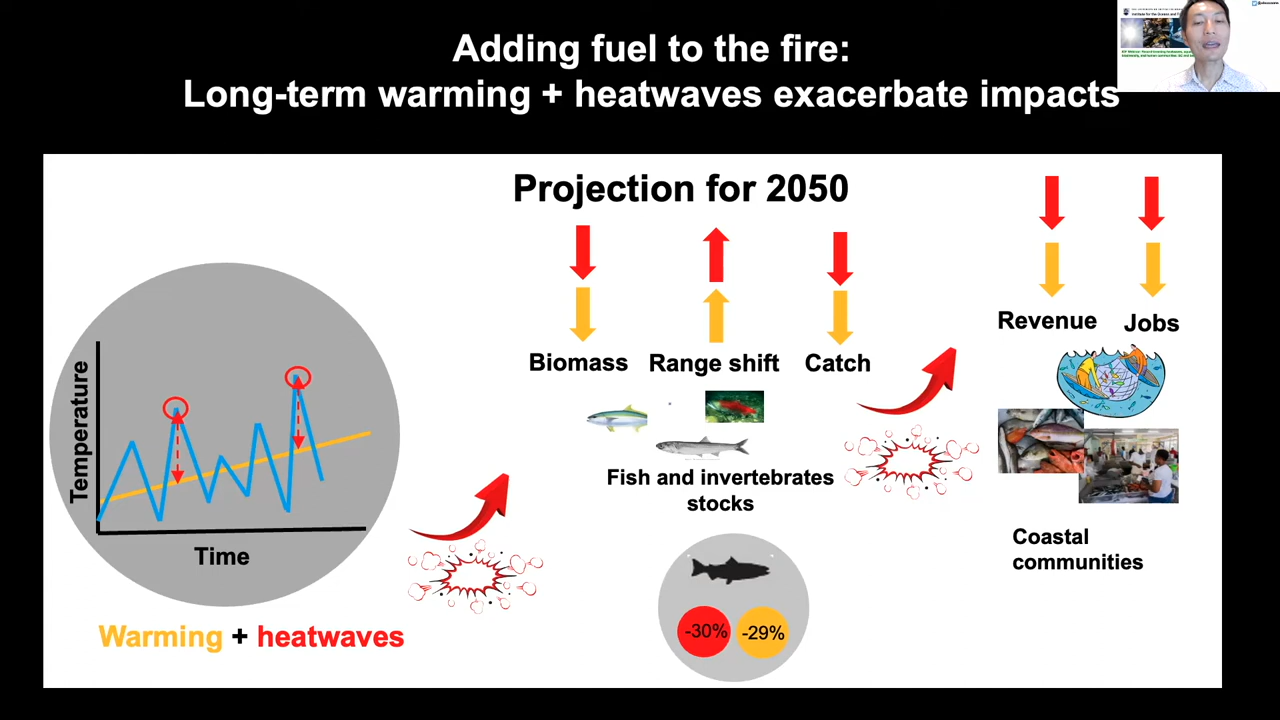 Adding fuel to the fire:
Long-term warming + heatwaves exacerbate impacts
Projection for 2050
Biomass
Range shift
Catch
Revenue
Jobs
Temperature
Time
Warming + heatwaves
Fish and invertebrates
stocks
-30%
-29%
Coastal
communities